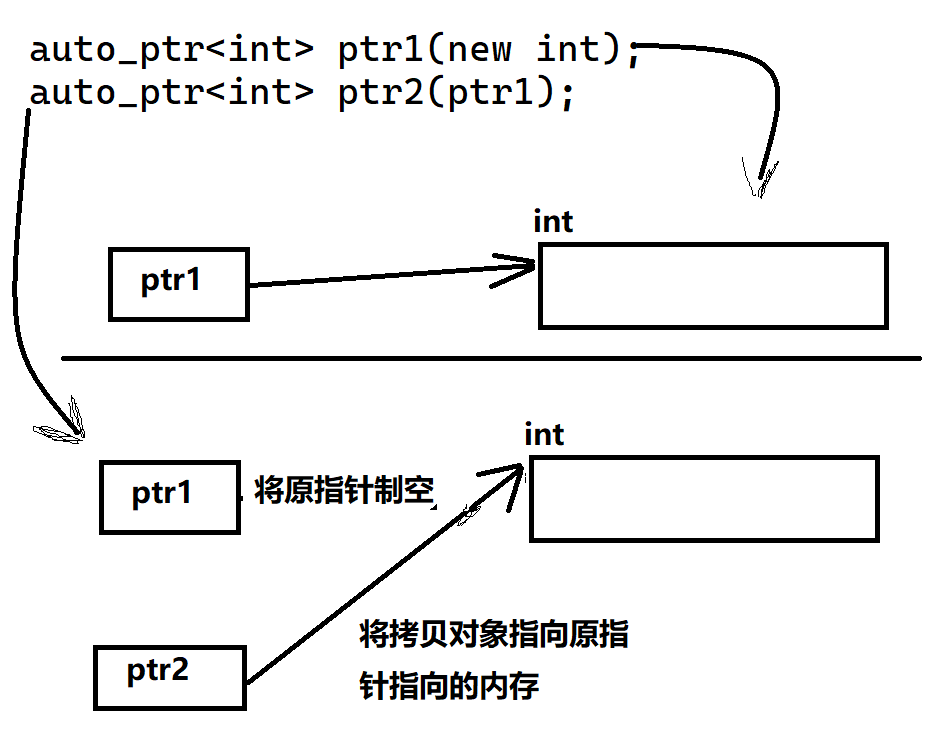 auto_ptr<int> ptr1(new int);
auto_ptr<int> ptr2(ptr1);
int
ptr1
int
ptr1
将原指针制空
将拷贝对象指向原指
针指向的内存
ptr2